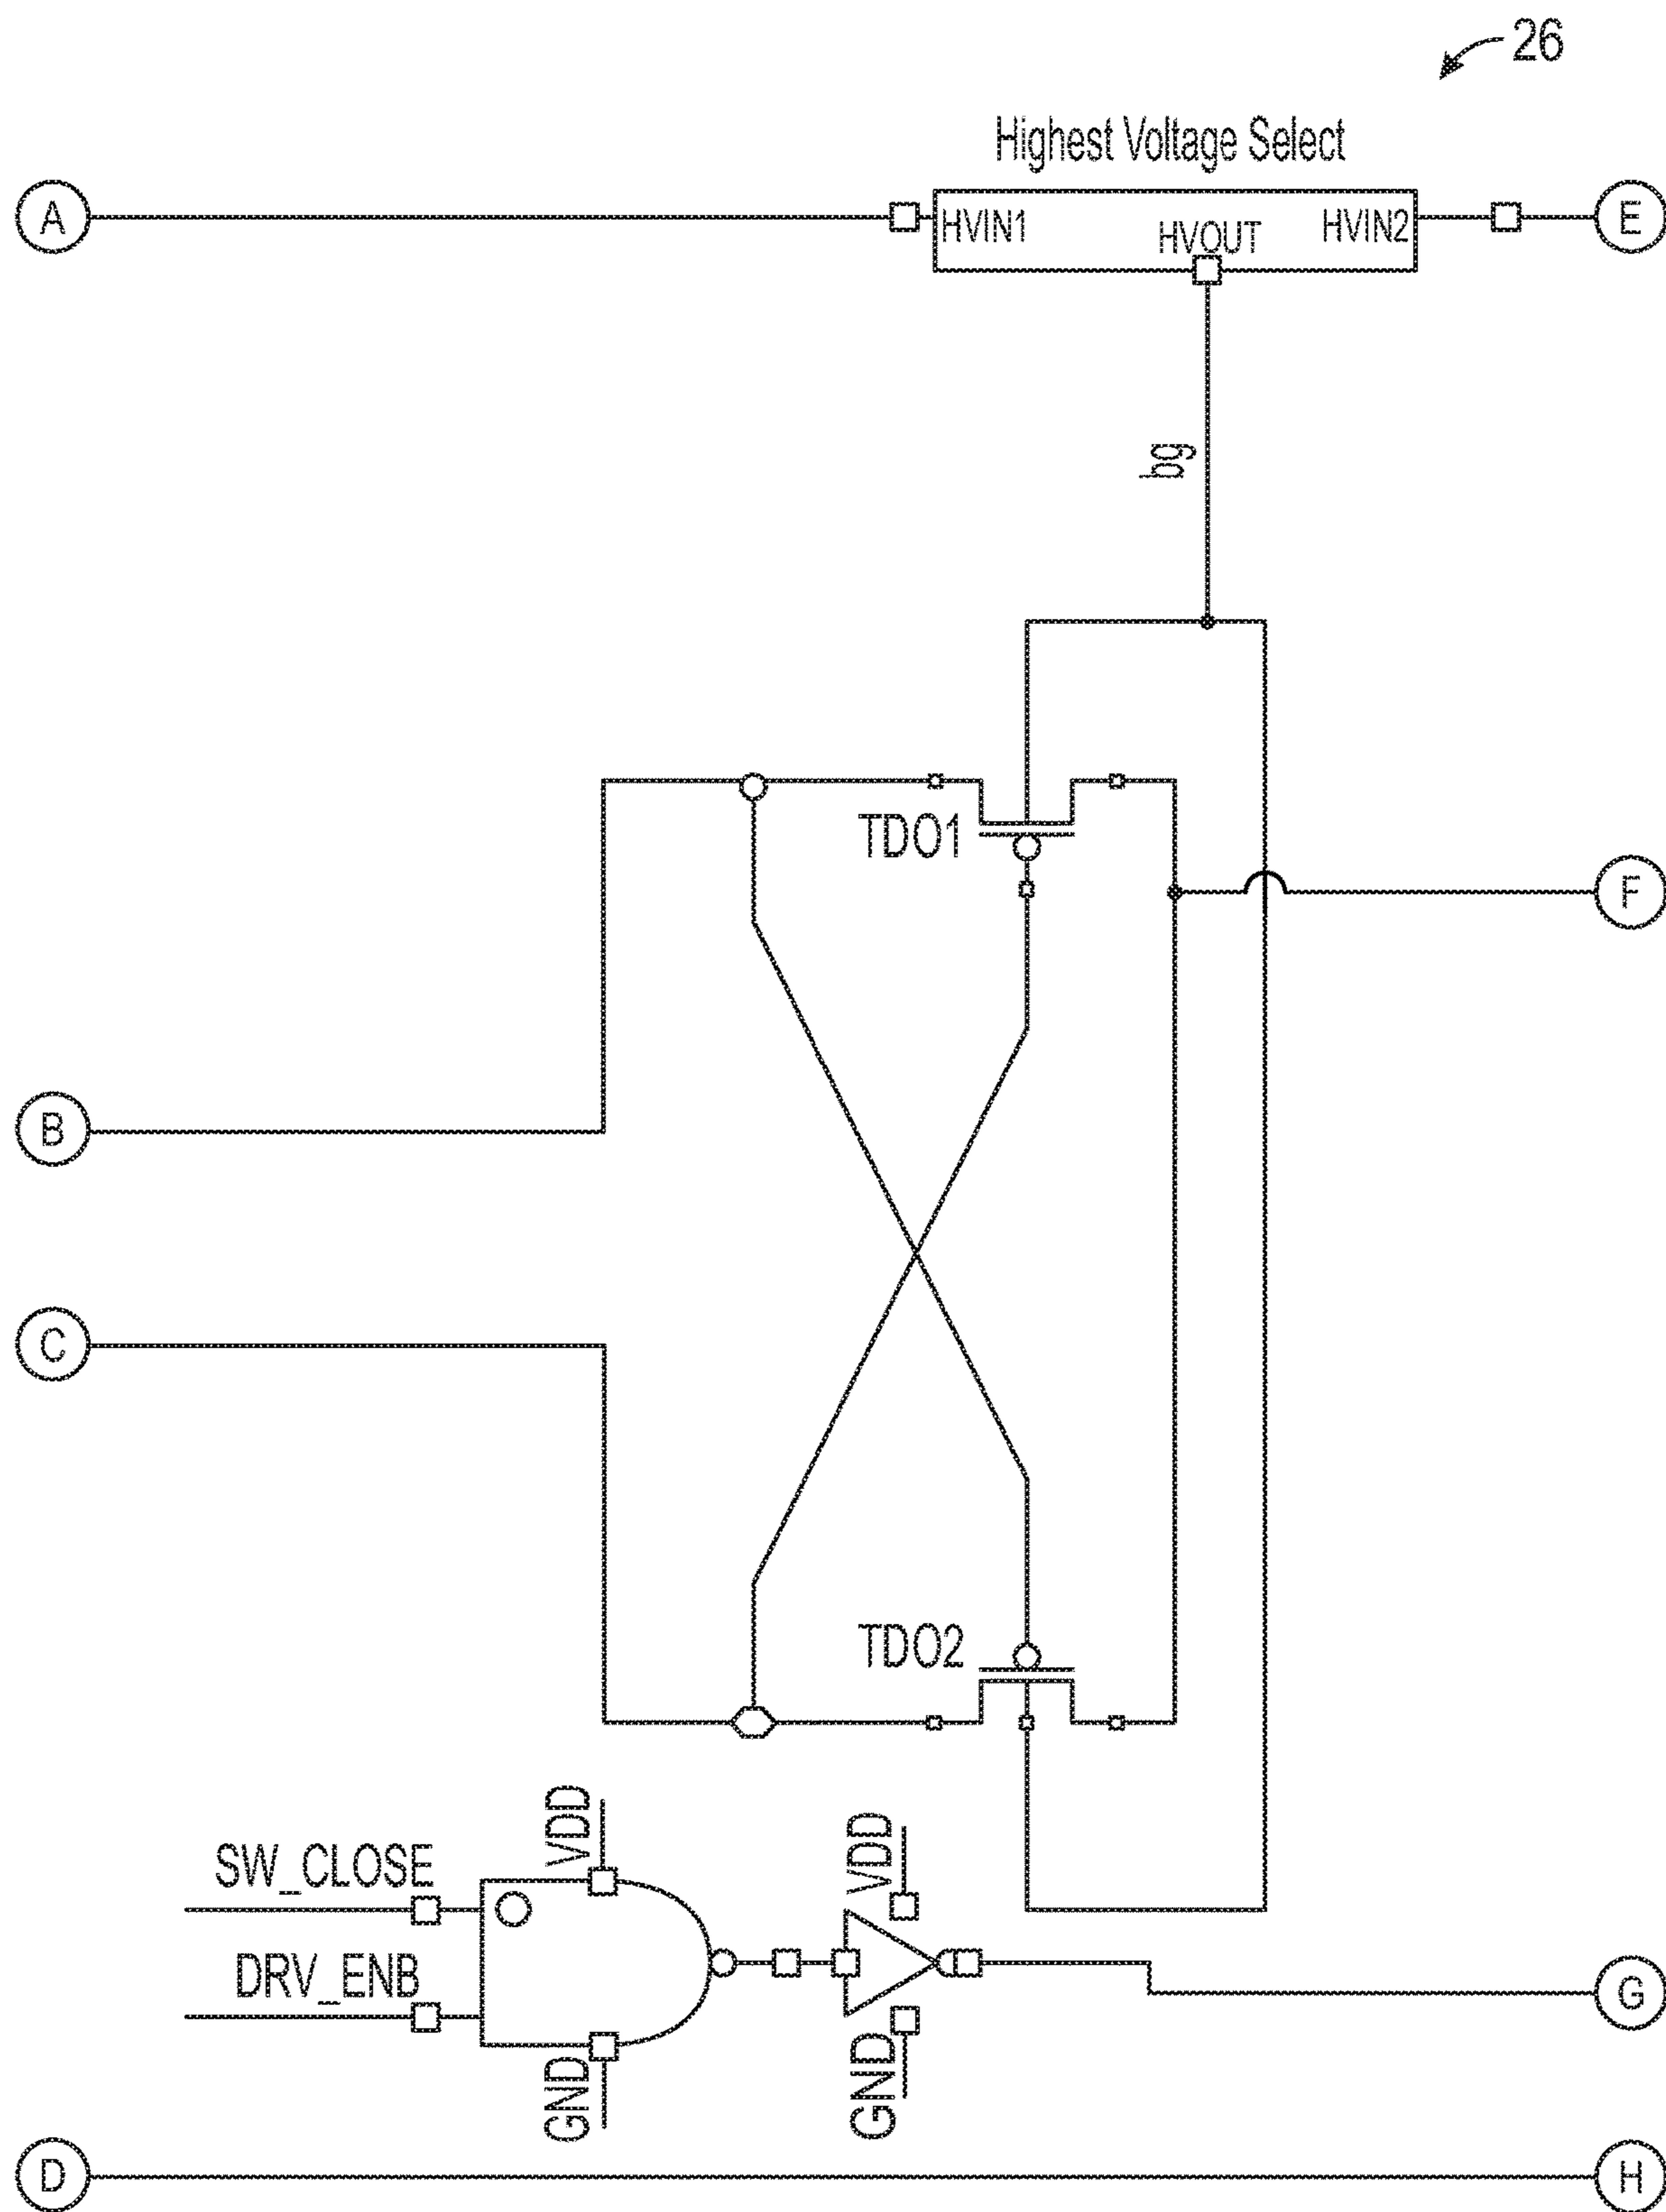 26
Highest Voltage Select
A
HVIN1
HVOUT
HVIN2
E
bg
TDO1
F
B
C
TDO2
VDD
SW_CLOSE
VDD
DRV_ENB
G
GND
GND
D
H